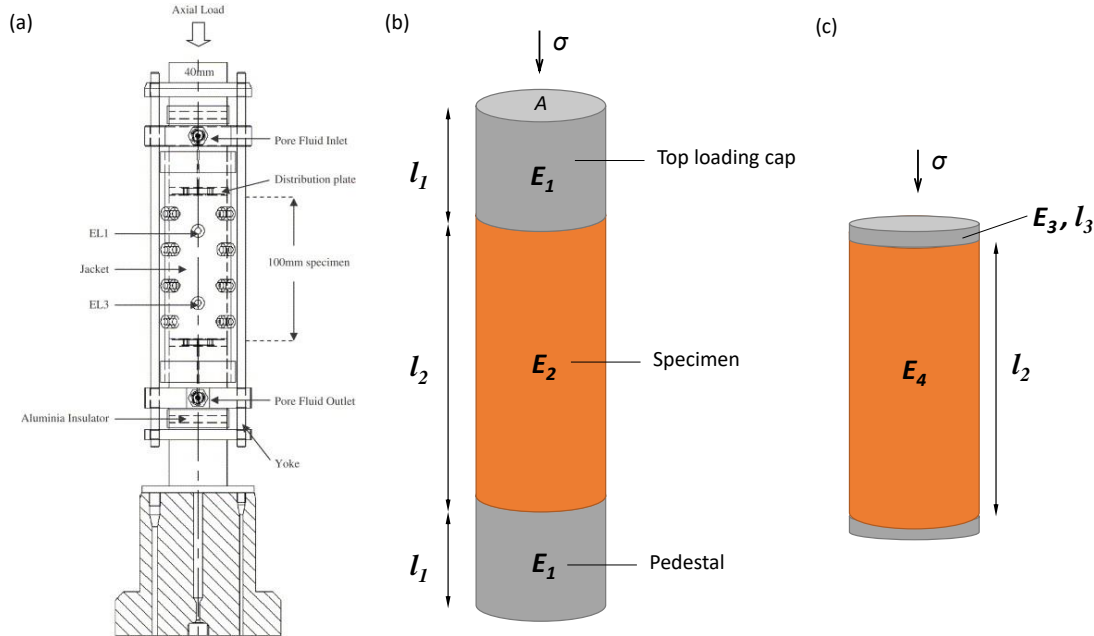 (a)
Axial Load
40mm
Pore Fluid Inlet
Distribution plate
EL1
100mm specimen
Jacket
EL3
Pore Fluid Outlet
Aluminia Insulator
Yoke
(b)
σ
A
l1
E1
Top loading cap
l2
E2
Specimen
l1
E1
Pedestal
(c)
σ
E3, l3
E4
l2